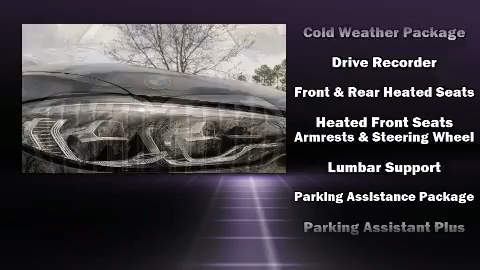 Cold Weather Package
Drive Recorder
Front & Rear Heated Seats
Heated Front Seats
Armrests & Steering Wheel
Lumbar Support
Parking Assistance Package
Parking Assistant Plus